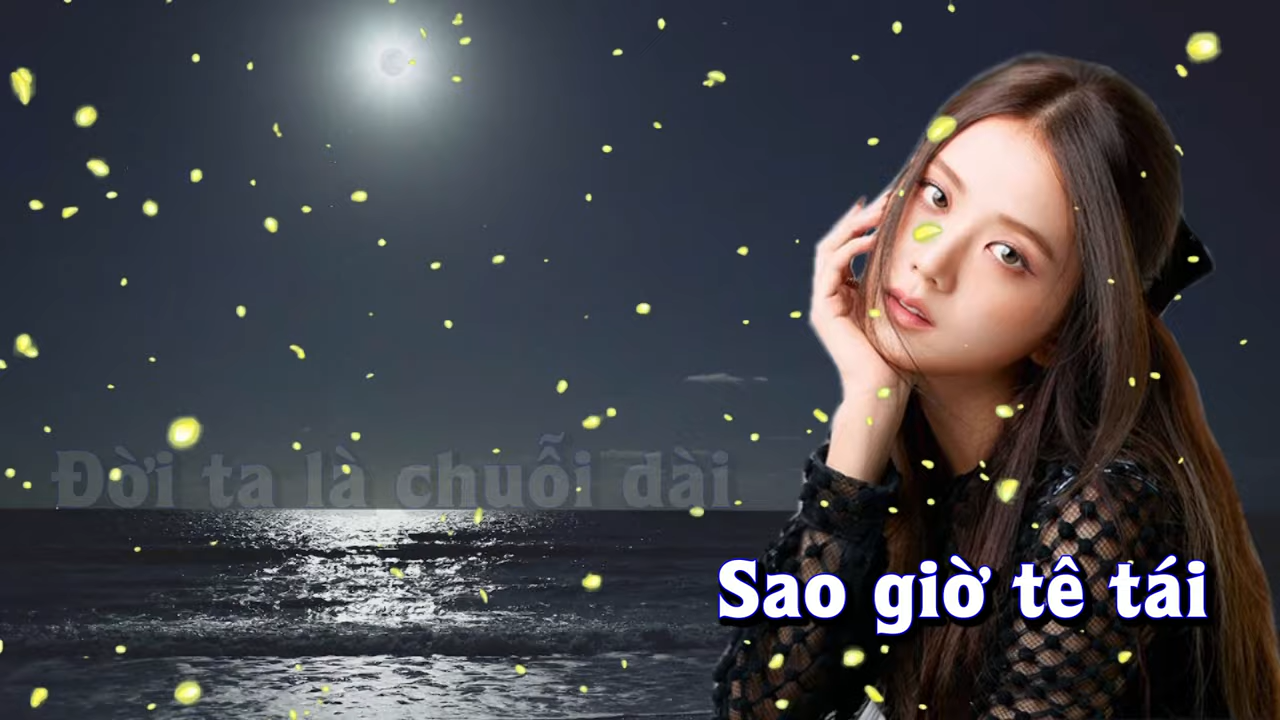 Đời ta là chuỗi dài
Sao giờ tê tái